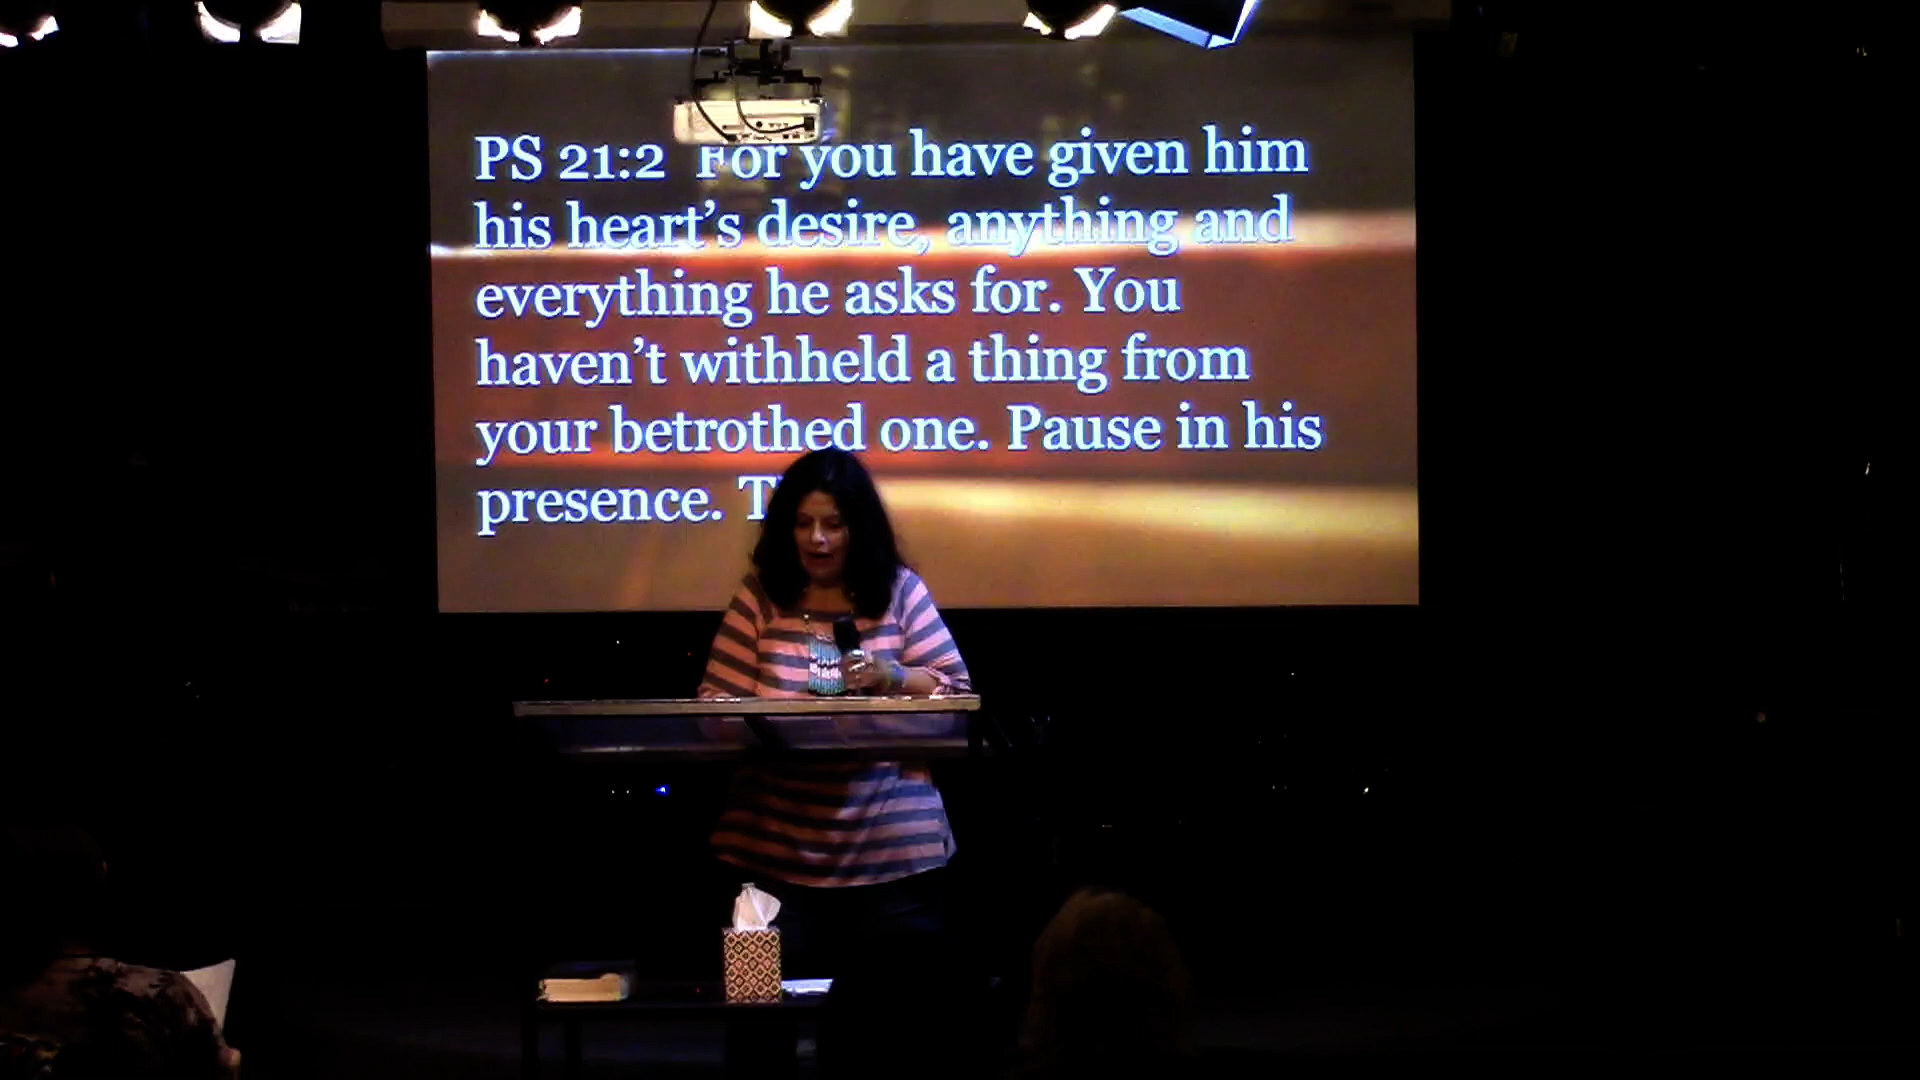 PS 21:2 For you have given him
his heart’s desire, anything and
everything he asks for. You
haven’t withheld a thing from
your betrothed one. Pause in his
presence.